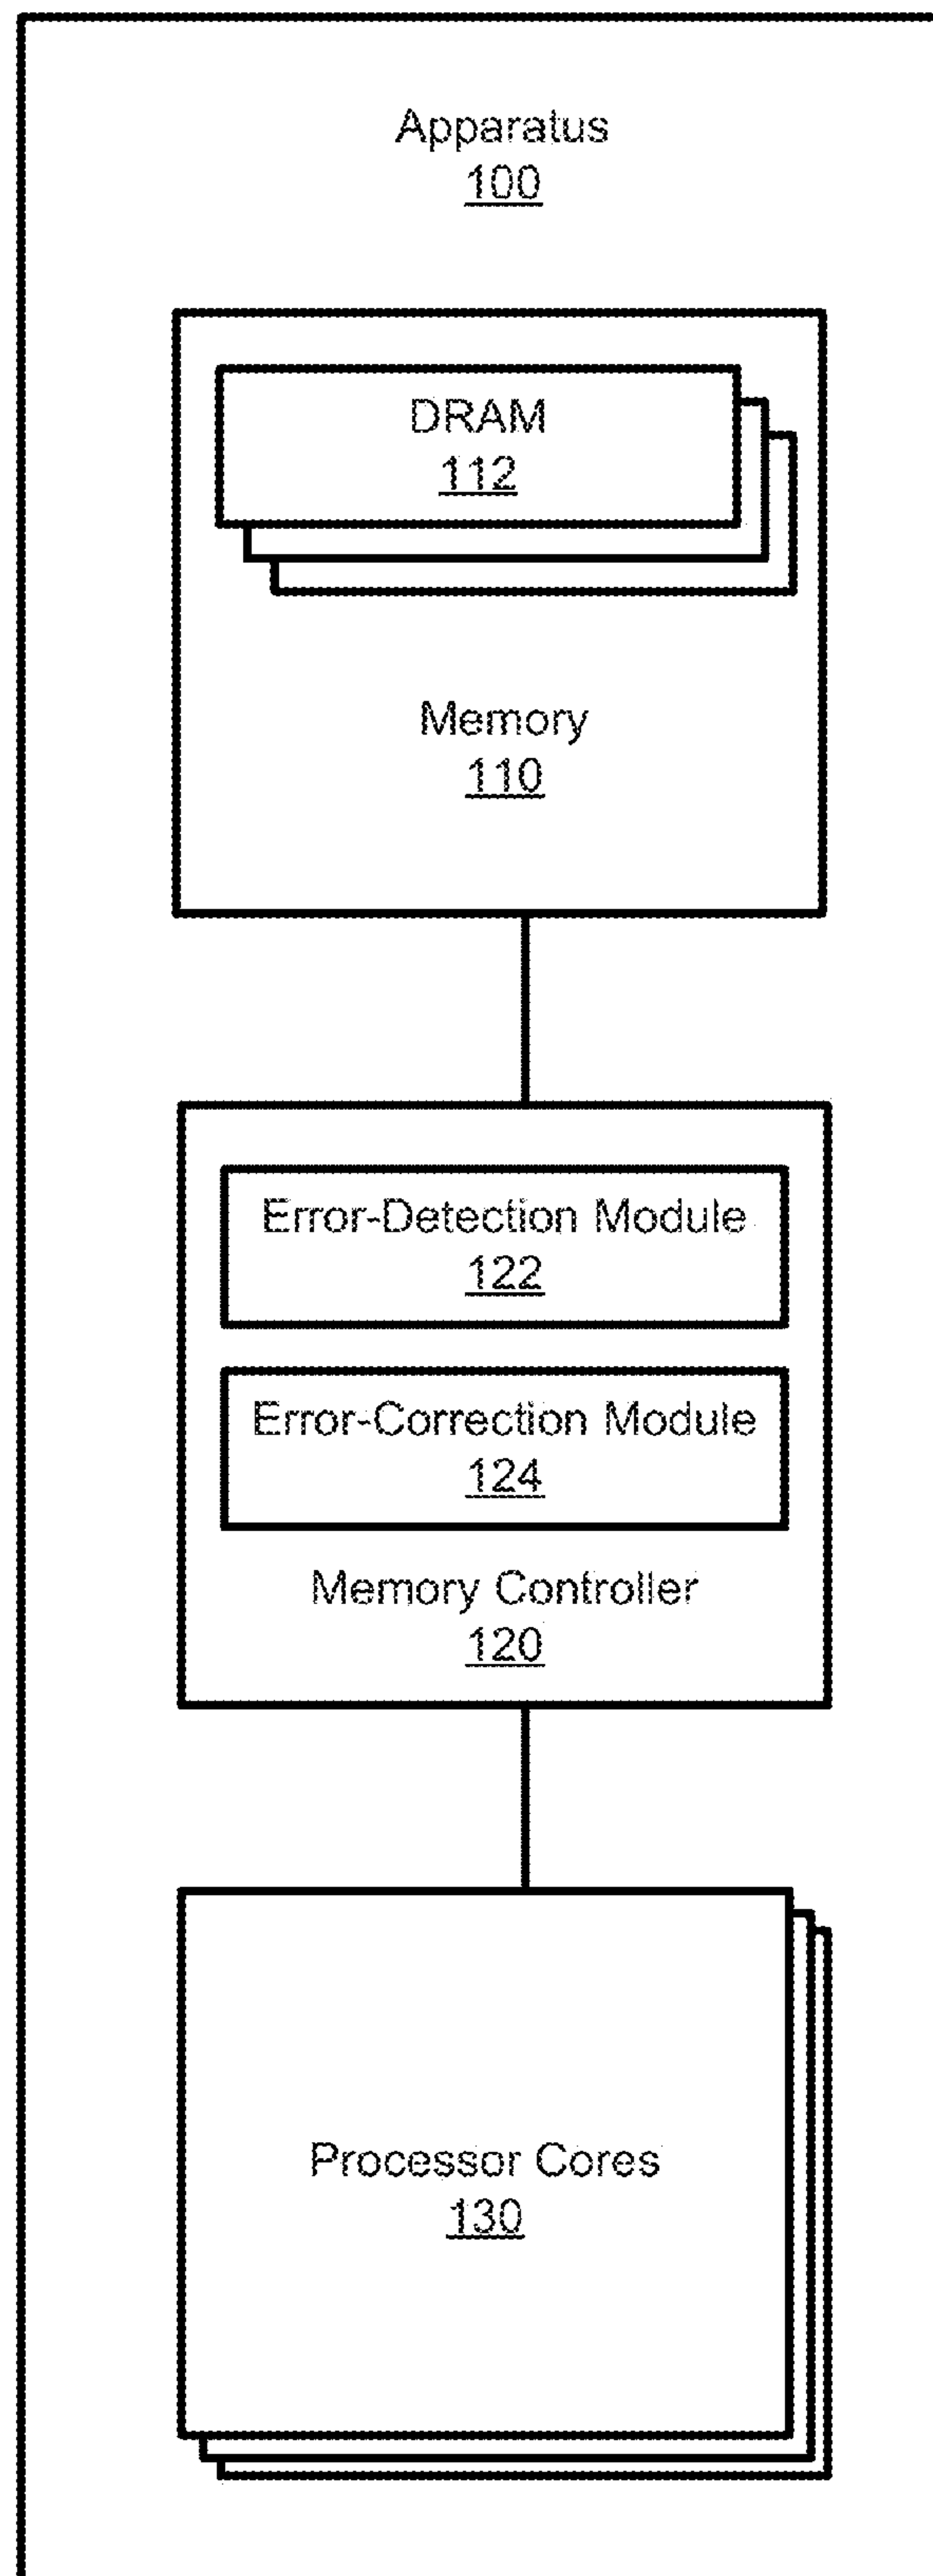 Apparatus
100
DRAM
112
Memory
110
Error-Detection Module
122
Error-Correction Module
124
Memory Controller
120
Processor Cores
130